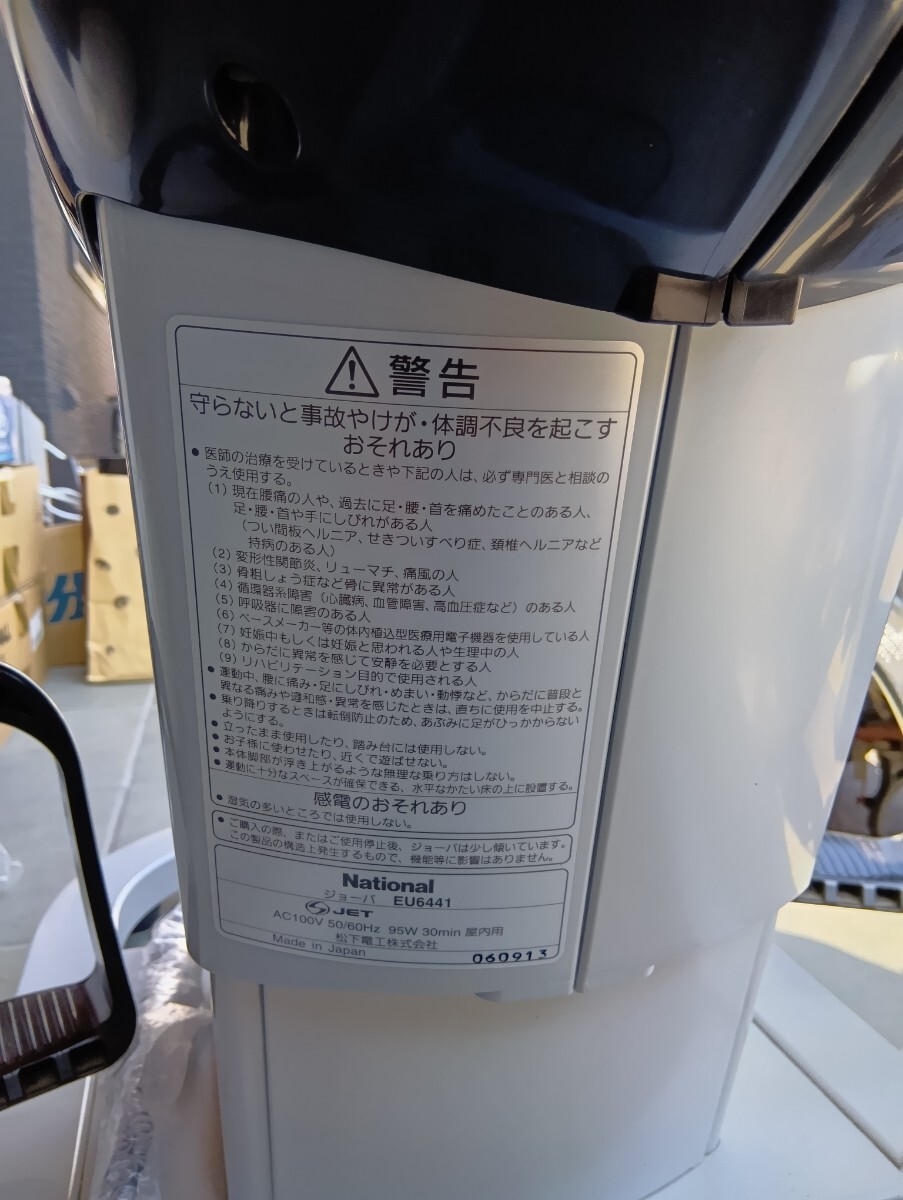 警告
守らないと事故やけが・体調不良を起こす
おそれあり
● 医師の治療を受けているときや下記の人は、必ず専門医と相談の
うえ使用する。
(1) 現在腰痛の人や、過去に足・腰・首を痛めたことのある人、
足・腰・首や手にしびれがある人
(つい間板ヘルニア、せきついすべり症、頚椎ヘルニアなど
持病のある人)
(2) 変形性関節炎、リューマチ、痛風の人
(3) 骨粗しょう症など骨に異常がある人
(4) 循環器系障害 (心臓病、血管障害、高血圧症など) のある人
(5) 呼吸器に障害のある人
(6) ペースメーカー等の体内植込型医療用電子機器を使用している人
(7) 妊娠中もしくは妊娠と思われる人や生理中の人
(8) からだに異常を感じて安静を必要とする人
(9) リハビリテーション目的で使用される人
● 運動中、腰に痛み・足にしびれ・めまい・動悸など、からだに普段と
異なる痛みや違和感・異常を感じたときは、直ちに使用を中止する。
● 乗り降りするときは転倒防止のため、あぶみに足がひっかからない
ようにする。
● 立ったまま使用したり、踏み台には使用しない。
● お子様に使わせたり、近くで遊ばせない。
● 本体脚部が浮き上がるような無理な乗り方はしない。
● 運動に十分なスペースが確保できる、水平なかたい床の上に設置する。
感電のおそれあり
● 湿気の多いところでは使用しない。
● ご購入の際、またはご使用停止後、ジョーバは少し傾いています。
この製品の構造上発生するもので、機能等に影響はありません。
National
ジョーバ EU6441
JET
AC100V 50/60Hz 95W 30min 屋内用
松下電工株式会社
Made in Japan 060913
分